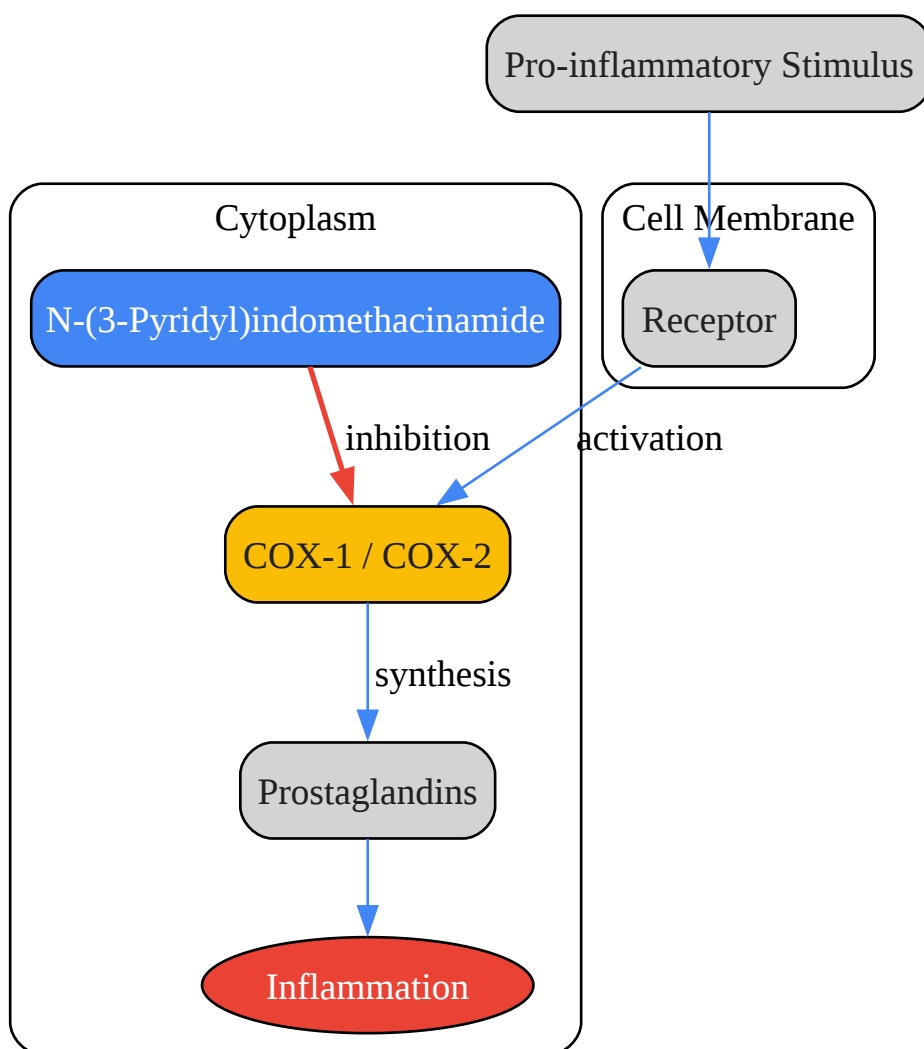 Pro-inflammatory Stimulus
Cytoplasm
Cell Membrane
N-(3-Pyridyl)indomethacinamide
Receptor
inhibition
activation
COX-1 / COX-2
synthesis
Prostaglandins
Inflammation